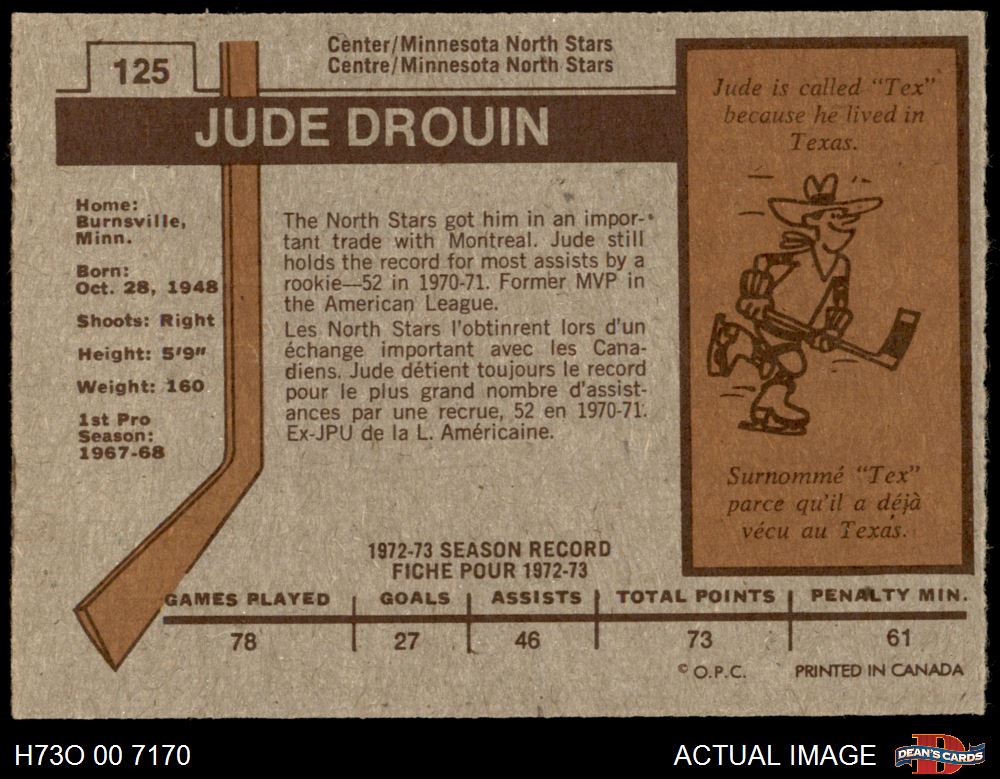 125
Center/Minnesota North Stars
Centre/Minnesota North Stars
JUDE DROUIN
Home:
Burnsville,
Minn.
Born:
Oct. 28, 1948
Shoots: Right
Height: 5'9"
Weight: 160
1st Pro
Season:
1967-68
The North Stars got him in an impor-
tant trade with Montreal. Jude still
holds the record for most assists by a
rookie—52 in 1970-71. Former MVP in
the American League.
Les North Stars l'obtinrent lors d'un
échange important avec les Cana-
diens. Jude détient toujours le record
pour le plus grand nombre d'assist-
ances par une recrue, 52 en 1970-71.
Ex-JPU de la L. Américaine.
Jude is called "Tex"
because he lived in
Texas.
Surnommé "Tex"
parce qu'il a déjà
vécu au Texas.
1972-73 SEASON RECORD
FICHE POUR 1972-73
GAMES PLAYED GOALS ASSISTS TOTAL POINTS PENALTY MIN.
78 27 46 73 61
© O.P.C. PRINTED IN CANADA
H73O 00 7170 ACTUAL IMAGE DEAN'S CARDS